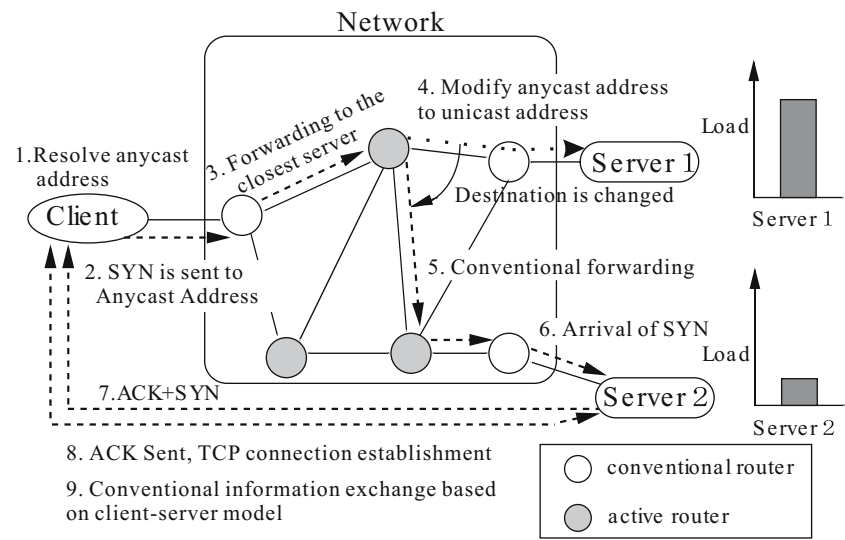 Network
4. Modify anycast address
to unicast address
3. Forwarding to the
closest server
1.Resolve anycast
address
Client
Server 1
Destination is changed
Load
Server 1
2. SYN is sent to
Anycast Address
5. Conventional forwarding
6. Arrival of SYN
Load
Server 2
Server 2
7.ACK+SYN
8. ACK Sent, TCP connection establishment
9. Conventional information exchange based
on client-server model
conventional router
active router